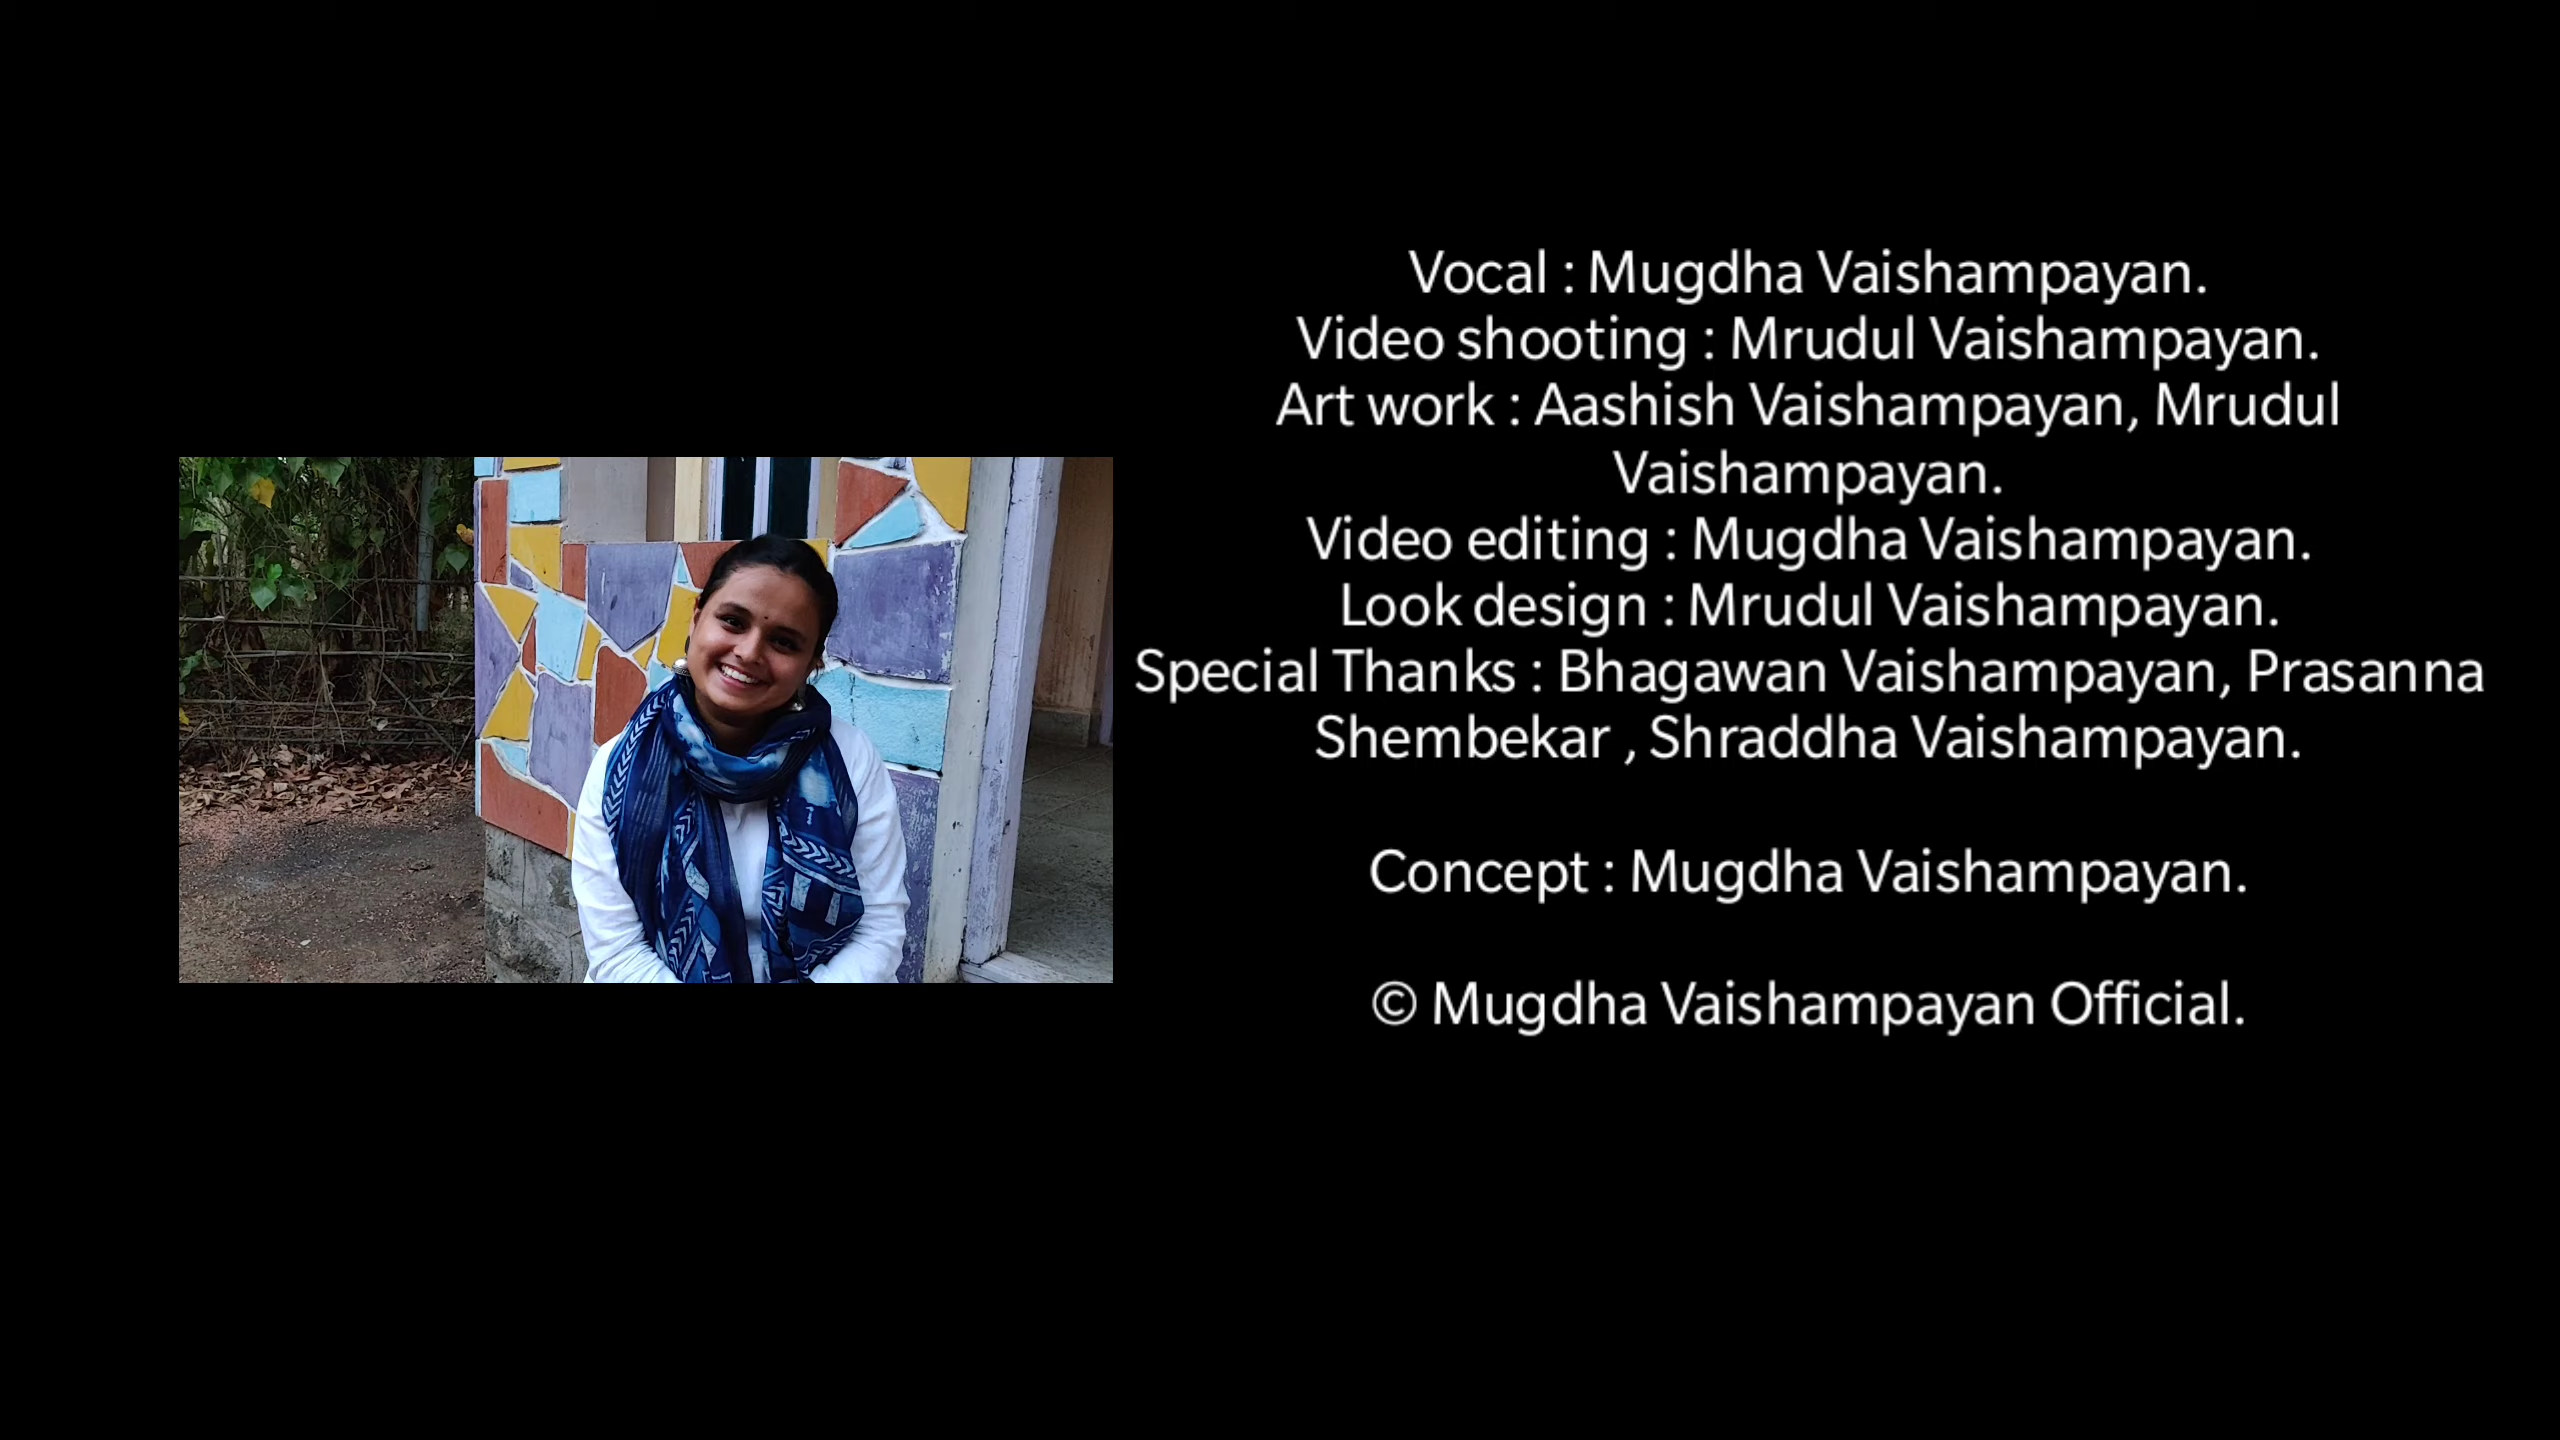 Vocal : Mugdha Vaishampayan.
Video shooting : Mrudul Vaishampayan.
Art work : Aashish Vaishampayan, Mrudul
Vaishampayan.
Video editing : Mugdha Vaishampayan.
Look design : Mrudul Vaishampayan.
Special Thanks : Bhagawan Vaishampayan, Prasanna
Shembekar , Shraddha Vaishampayan.
Concept : Mugdha Vaishampayan.
© Mugdha Vaishampayan Official.